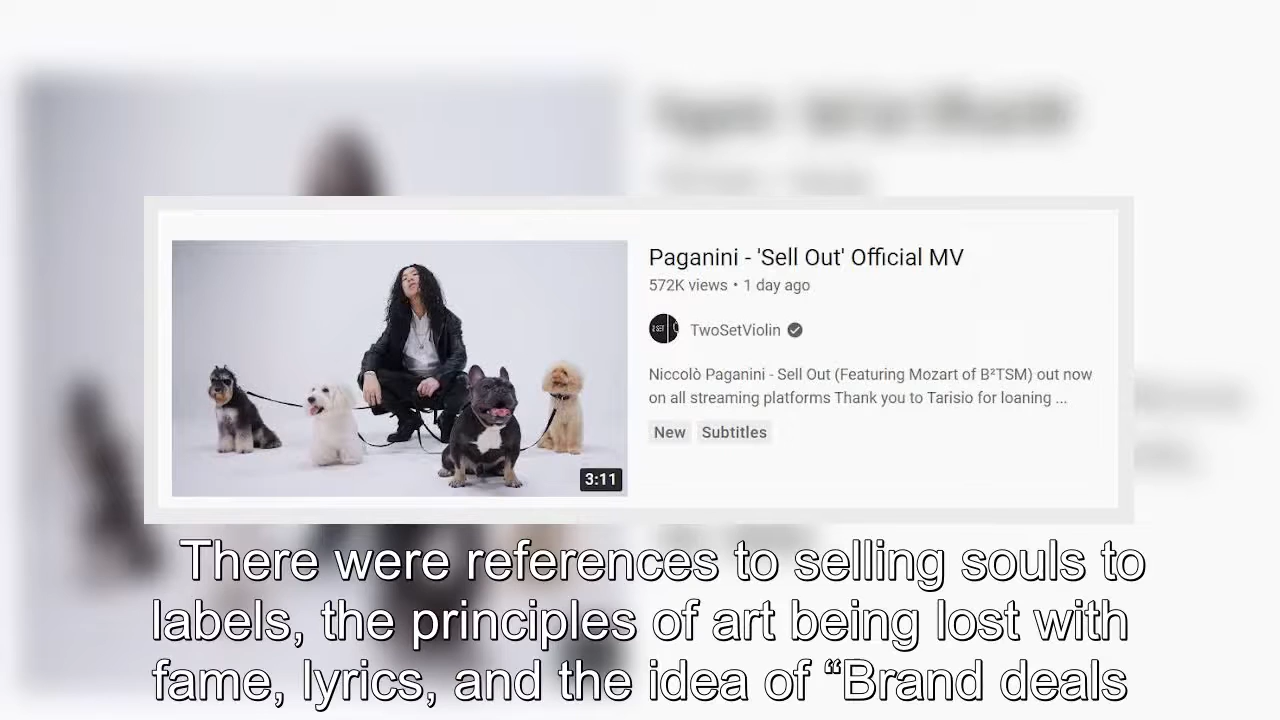 Paganini - 'Sell Out' Official MV
572K views • 1 day ago
2 SET
TwoSetViolin
Niccolò Paganini - Sell Out (Featuring Mozart of B²TSM) out now
on all streaming platforms Thank you to Tarisio for loaning ...
New Subtitles
3:11
There were references to selling souls to
labels, the principles of art being lost with
fame, lyrics, and the idea of “Brand deals